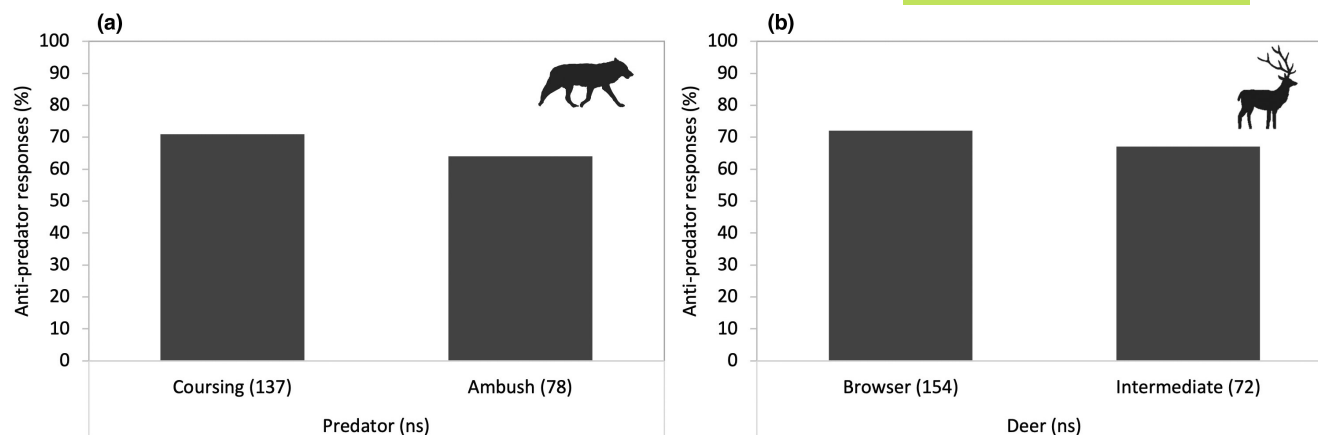 (a)
Anti-predator responses (%)
100
90
80
70
60
50
40
30
20
10
0
Coursing (137)
Ambush (78)
Predator (ns)
(b)
Anti-predator responses (%)
100
90
80
70
60
50
40
30
20
10
0
Browser (154)
Intermediate (72)
Deer (ns)